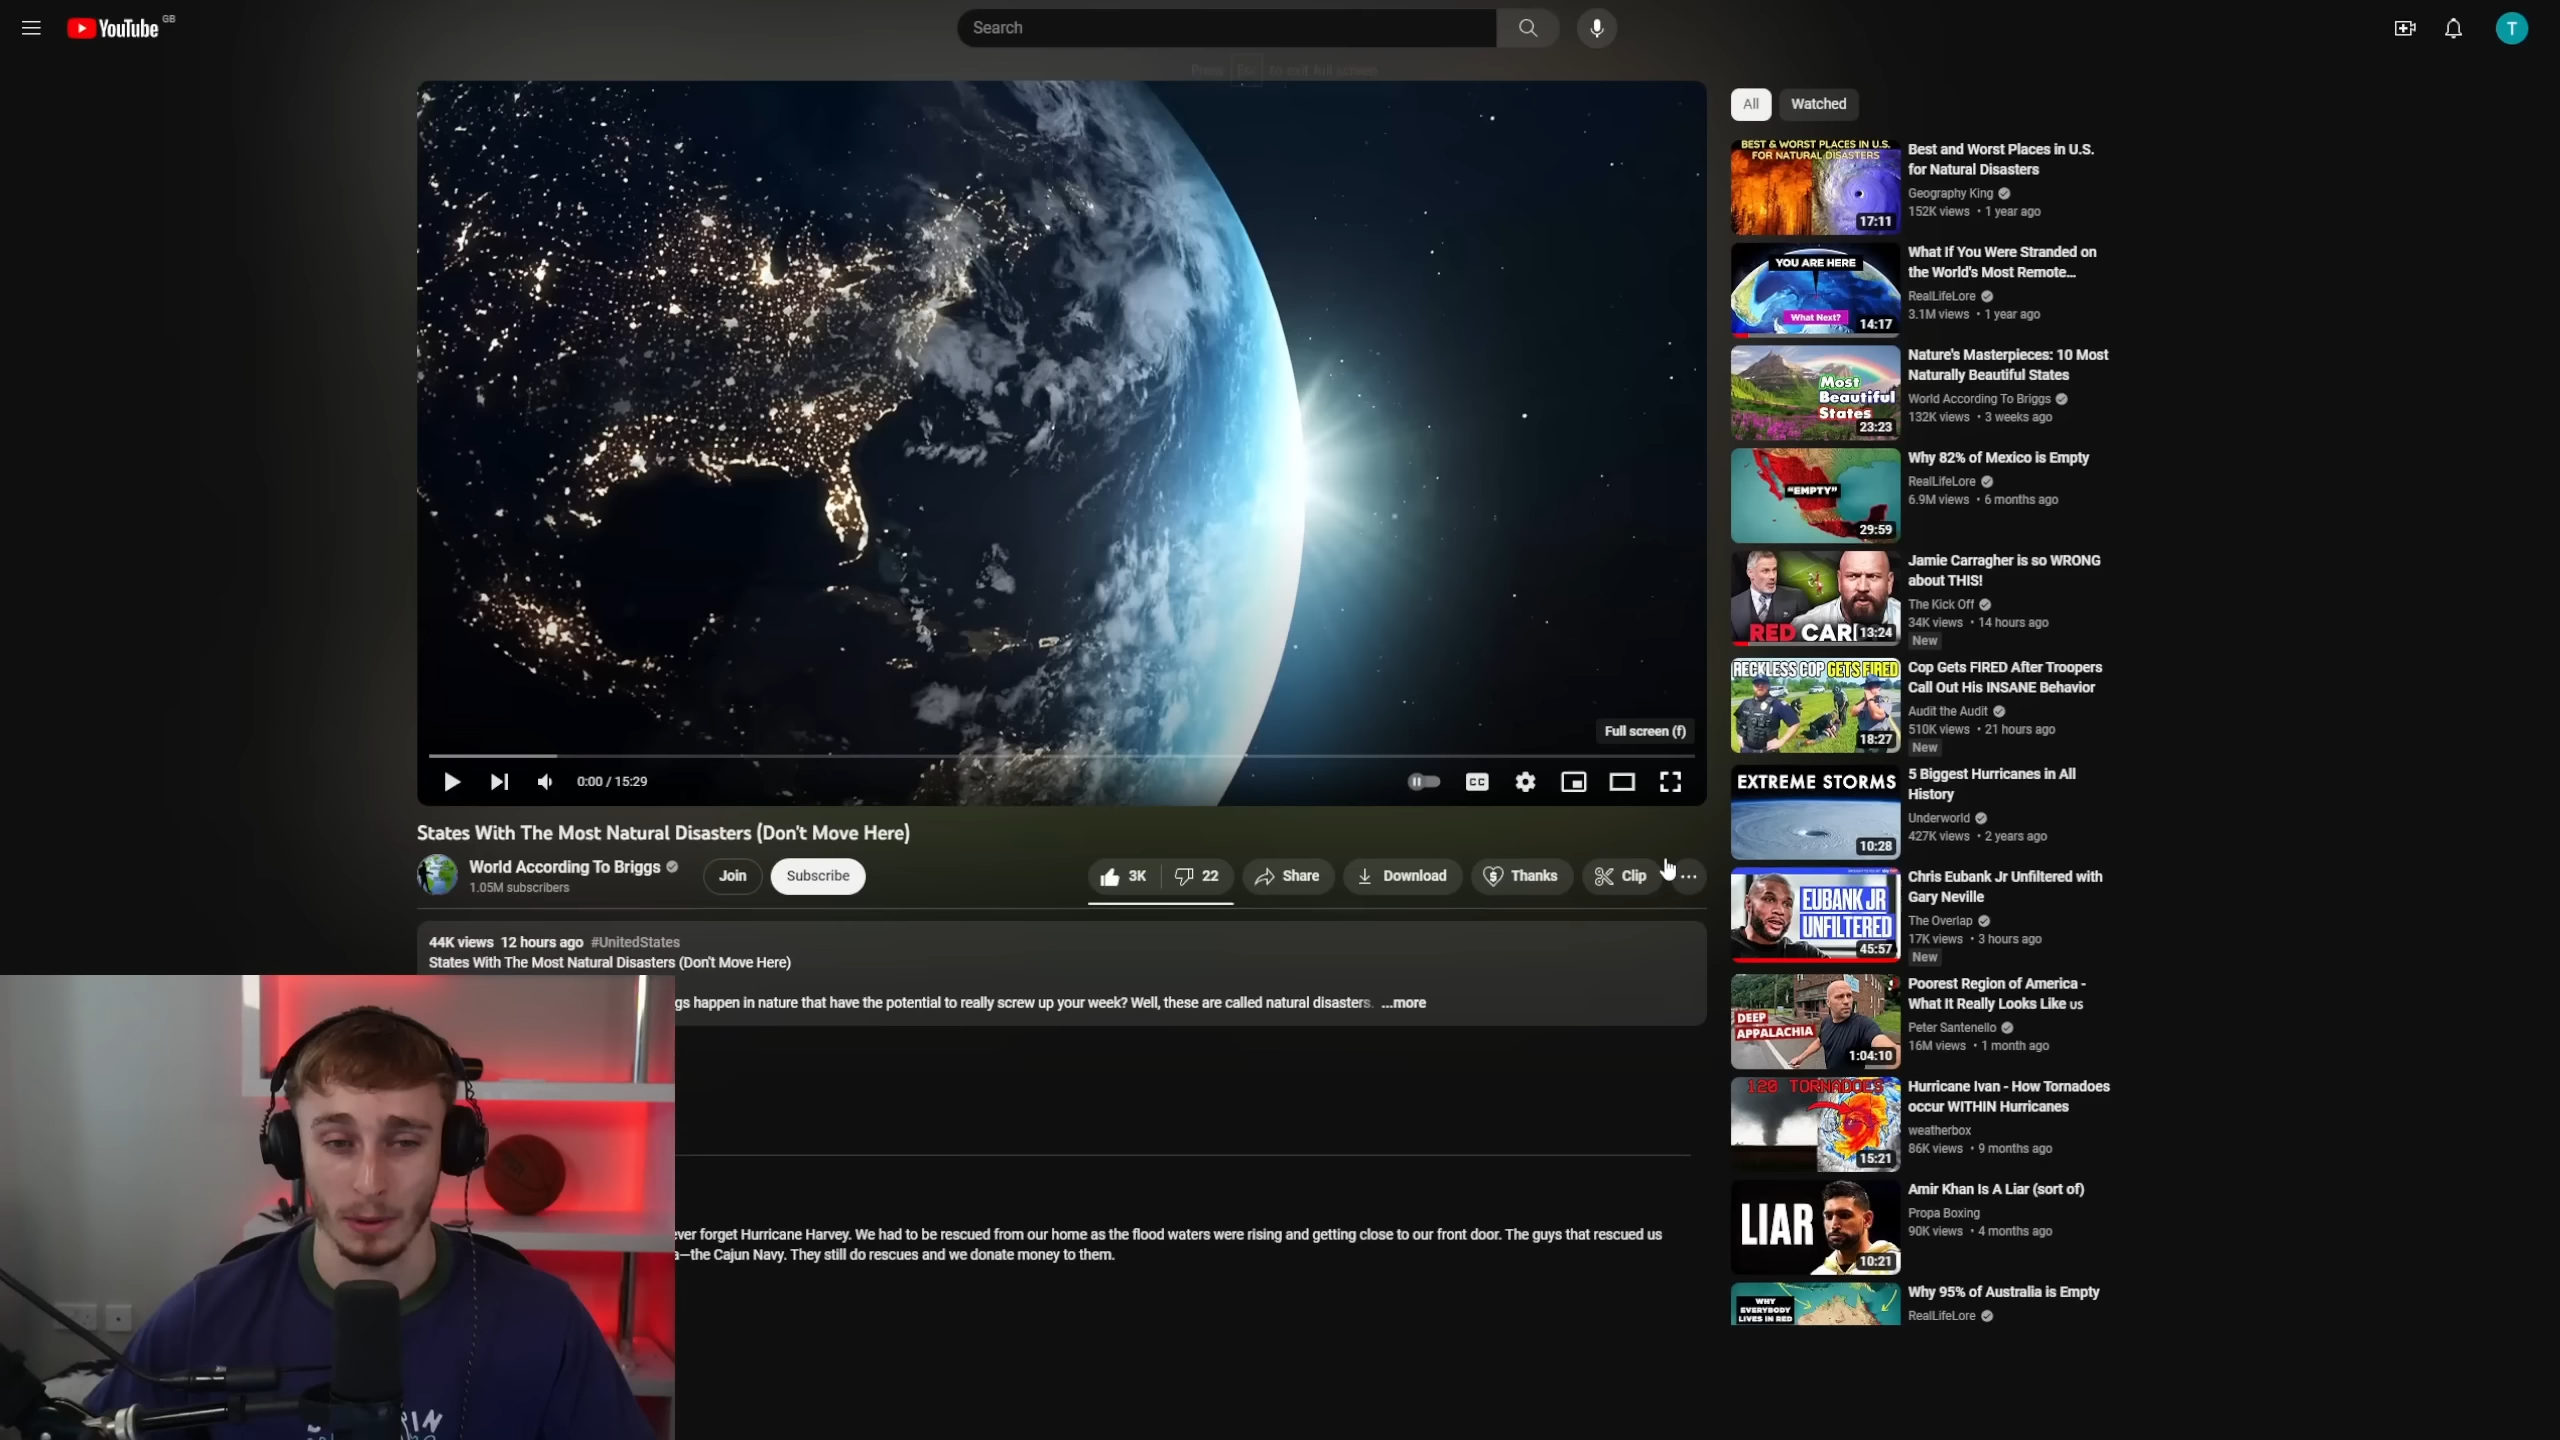 YouTube GB
Search
T
Press Esc to exit full screen
Full screen (f)
0:00 / 15:29
CC
States With The Most Natural Disasters (Don't Move Here)
World According To Briggs
1.05M subscribers
Join
Subscribe
3K
22
Share
Download
Thanks
Clip
44K views 12 hours ago #UnitedStates
States With The Most Natural Disasters (Don't Move Here)
gs happen in nature that have the potential to really screw up your week? Well, these are called natural disasters. ...more
ever forget Hurricane Harvey. We had to be rescued from our home as the flood waters were rising and getting close to our front door. The guys that rescued us
a—the Cajun Navy. They still do rescues and we donate money to them.
All
Watched
BEST & WORST PLACES IN U.S.
FOR NATURAL DISASTERS
17:11
Best and Worst Places in U.S.
for Natural Disasters
Geography King
152K views • 1 year ago
YOU ARE HERE
What Next?
14:17
What If You Were Stranded on
the World's Most Remote...
RealLifeLore
3.1M views • 1 year ago
Most
Beautiful
States
23:23
Nature's Masterpieces: 10 Most
Naturally Beautiful States
World According To Briggs
132K views • 3 weeks ago
"EMPTY"
29:59
Why 82% of Mexico is Empty
RealLifeLore
6.9M views • 6 months ago
RED CAR
13:24
Jamie Carragher is so WRONG
about THIS!
The Kick Off
34K views • 14 hours ago
New
RECKLESS COP GETS FIRED
18:27
Cop Gets FIRED After Troopers
Call Out His INSANE Behavior
Audit the Audit
510K views • 21 hours ago
New
EXTREME STORMS
10:28
5 Biggest Hurricanes in All
History
Underworld
427K views • 2 years ago
EUBANK JR
UNFILTERED
45:57
Chris Eubank Jr Unfiltered with
Gary Neville
The Overlap
17K views • 3 hours ago
New
DEEP
APPALACHIA
1:04:10
Poorest Region of America -
What It Really Looks Like US
Peter Santenello
16M views • 1 month ago
120 TORNADOES
15:21
Hurricane Ivan - How Tornadoes
occur WITHIN Hurricanes
weatherbox
86K views • 9 months ago
LIAR
10:21
Amir Khan Is A Liar (sort of)
Propa Boxing
90K views • 4 months ago
WHY
EVERYBODY
LIVES IN RED
Why 95% of Australia is Empty
RealLifeLore